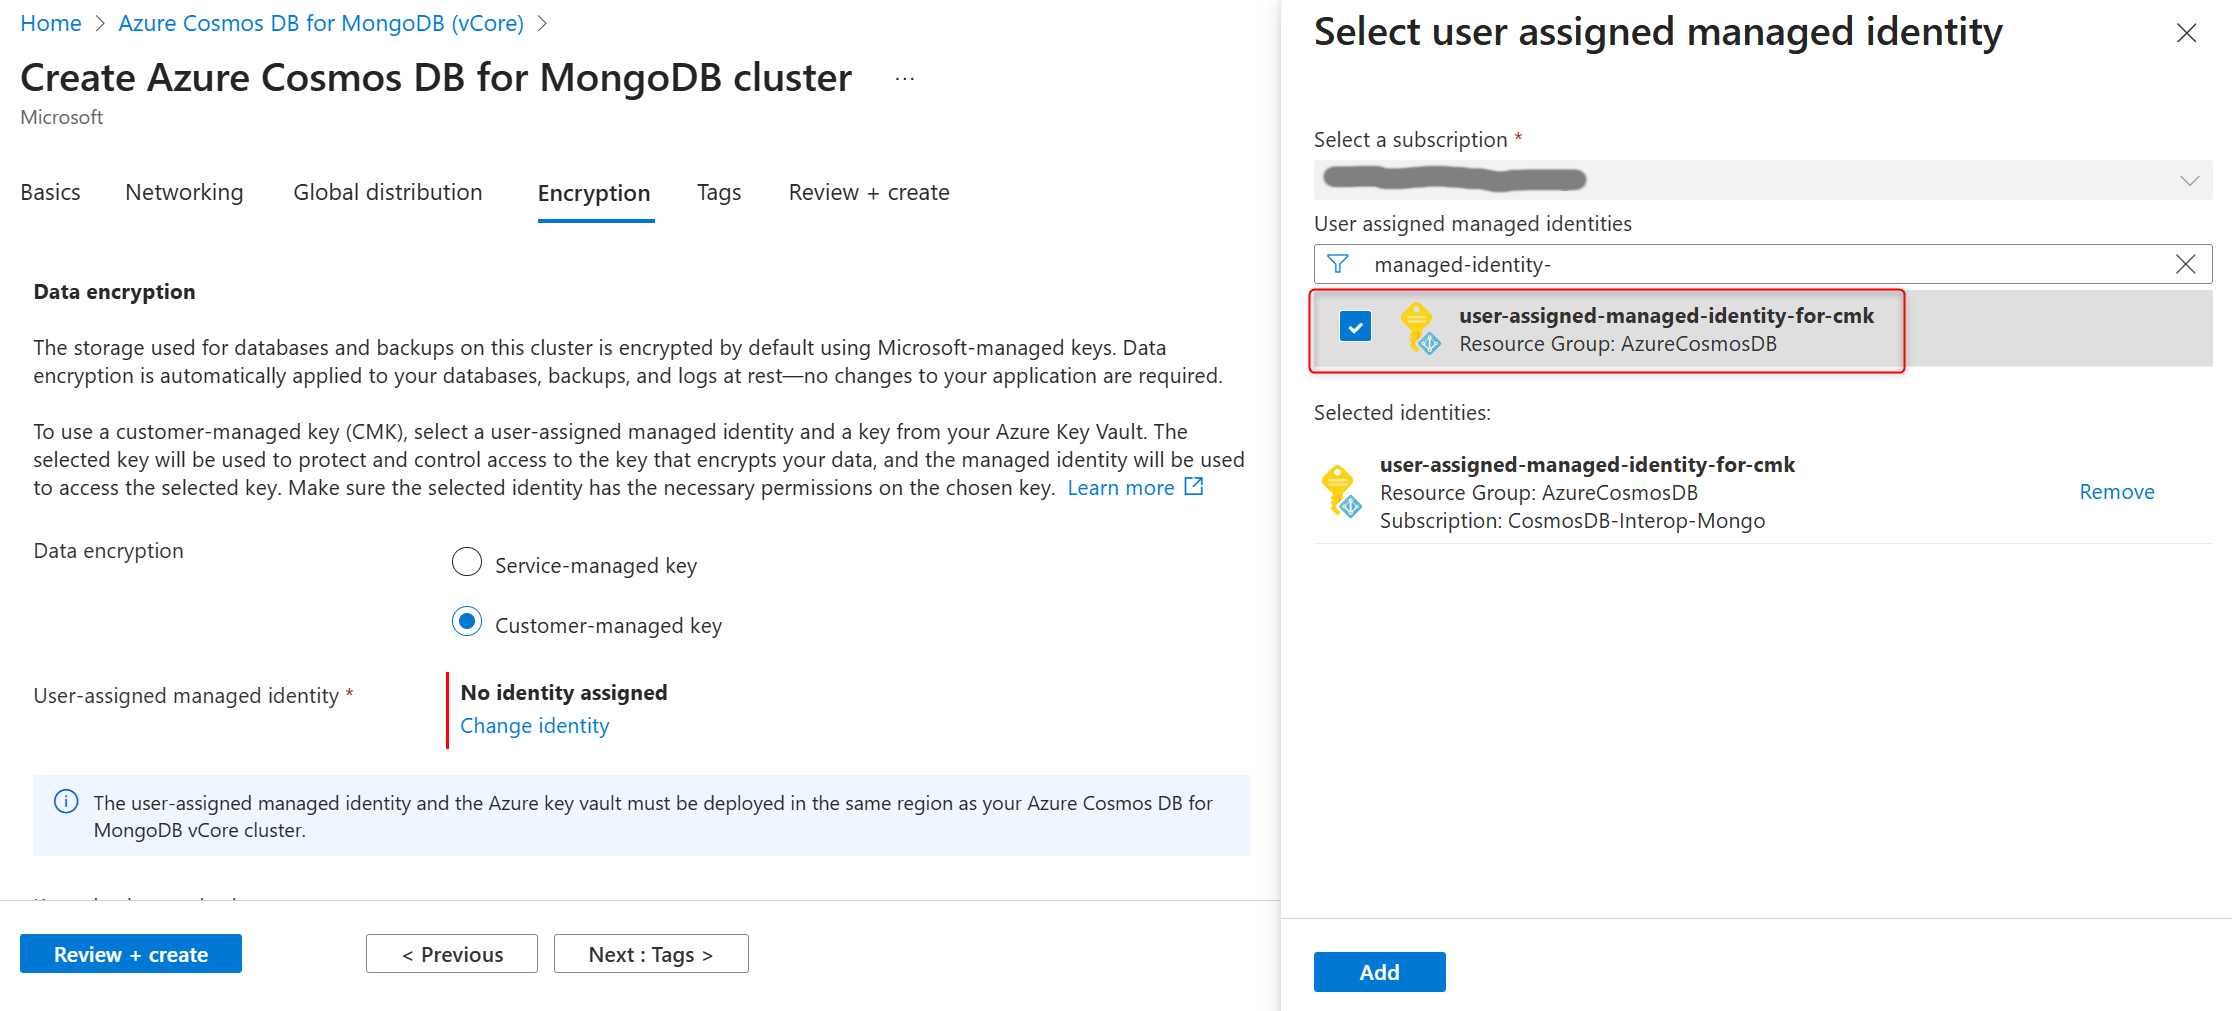 Home > Azure Cosmos DB for MongoDB (vCore) >
Create Azure Cosmos DB for MongoDB cluster ...
Microsoft
Basics
Networking
Global distribution
Encryption
Tags
Review + create
Data encryption
The storage used for databases and backups on this cluster is encrypted by default using Microsoft-managed keys. Data
encryption is automatically applied to your databases, backups, and logs at rest—no changes to your application are required.
To use a customer-managed key (CMK), select a user-assigned managed identity and a key from your Azure Key Vault. The
selected key will be used to protect and control access to the key that encrypts your data, and the managed identity will be used
to access the selected key. Make sure the selected identity has the necessary permissions on the chosen key. Learn more
Data encryption
Service-managed key
Customer-managed key
User-assigned managed identity *
No identity assigned
Change identity
The user-assigned managed identity and the Azure key vault must be deployed in the same region as your Azure Cosmos DB for
MongoDB vCore cluster.
Review + create
< Previous
Next : Tags >
Select user assigned managed identity
Select a subscription *
User assigned managed identities
managed-identity-
user-assigned-managed-identity-for-cmk
Resource Group: AzureCosmosDB
Selected identities:
user-assigned-managed-identity-for-cmk
Resource Group: AzureCosmosDB
Subscription: CosmosDB-Interop-Mongo
Remove
Add